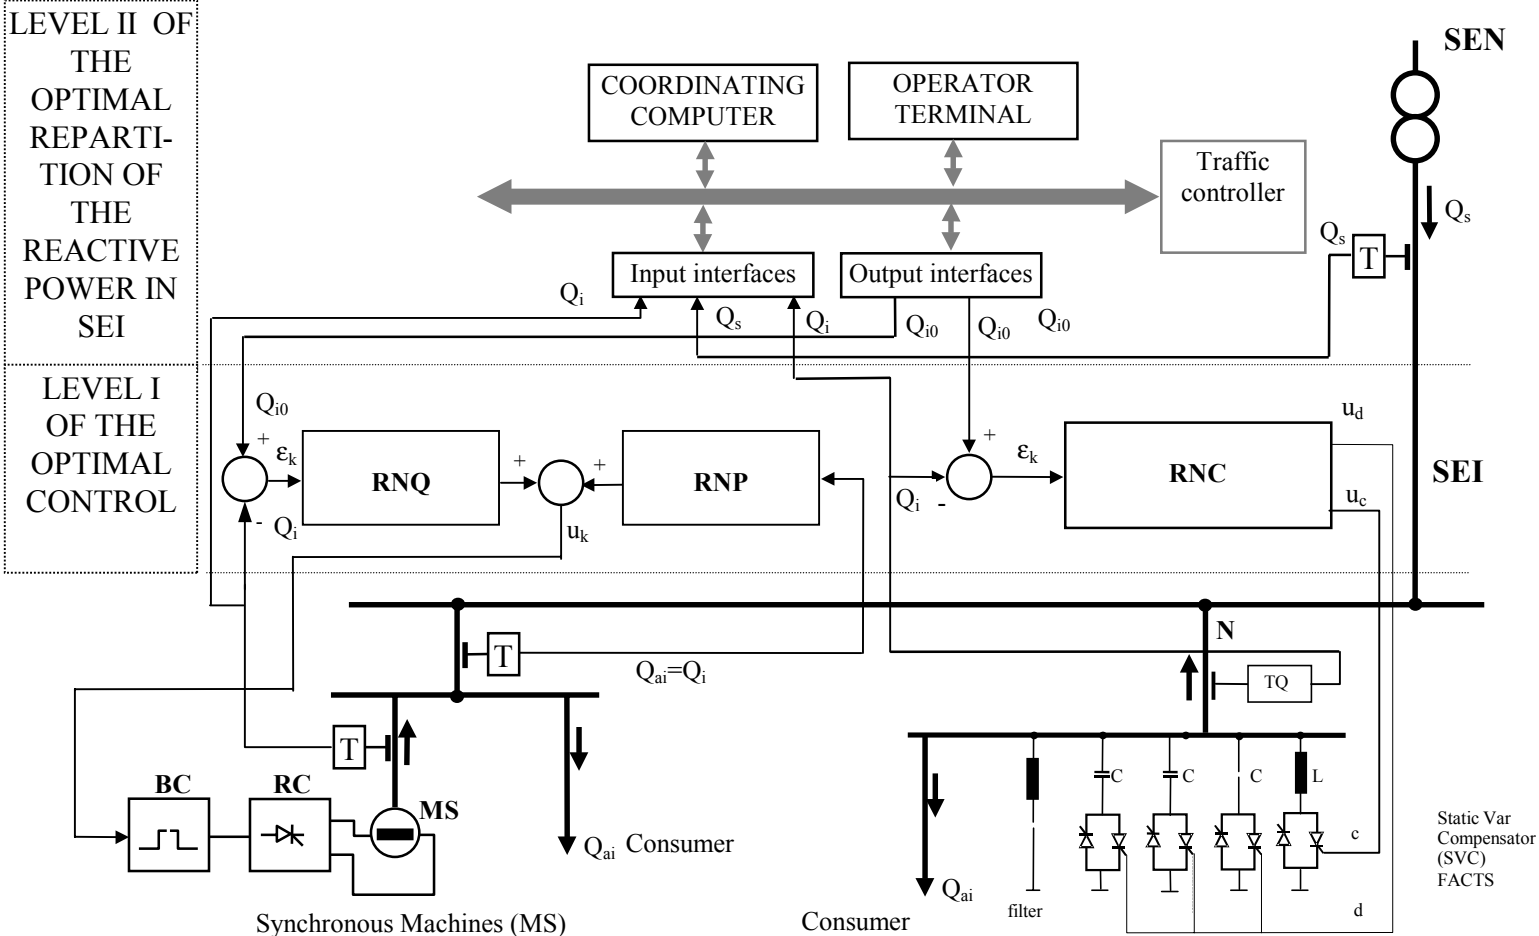 LEVEL II OF
THE
OPTIMAL
REPARTI-
TION OF
THE
REACTIVE
POWER IN
SEI
LEVEL I
OF THE
OPTIMAL
CONTROL
SEN
COORDINATING
COMPUTER
OPERATOR
TERMINAL
Traffic
controller
Qs
Qs
T
Input interfaces
Output interfaces
Qi
Qs
Qi
Qi0
Qi0
Qi0
Qi0
+
εk
RNQ
+
+
RNP
uk
- Qi
+
εk
Qi
-
RNC
ud
uc
SEI
N
T
Qai=Qi
TQ
T
BC
RC
MS
Qai Consumer
Synchronous Machines (MS)
Qai
Consumer
filter
C
C
C
L
c
d
Static Var
Compensator
(SVC)
FACTS